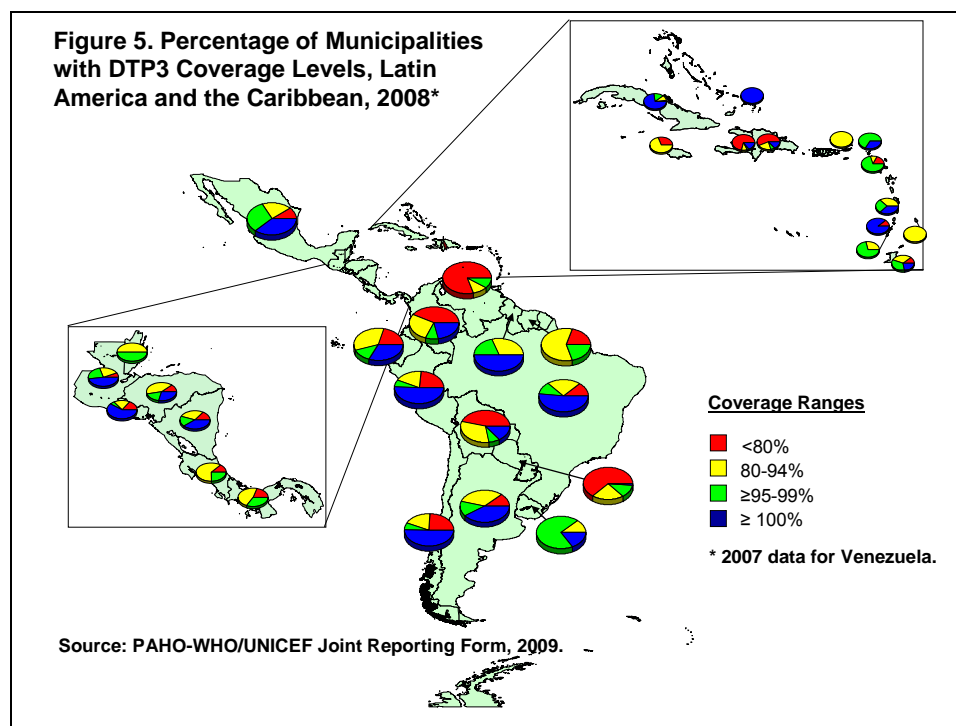 Figure 5. Percentage of Municipalities
with DTP3 Coverage Levels, Latin
America and the Caribbean, 2008*
Coverage Ranges
<80%
80-94%
≥95-99%
≥ 100%
* 2007 data for Venezuela.
Source: PAHO-WHO/UNICEF Joint Reporting Form, 2009.